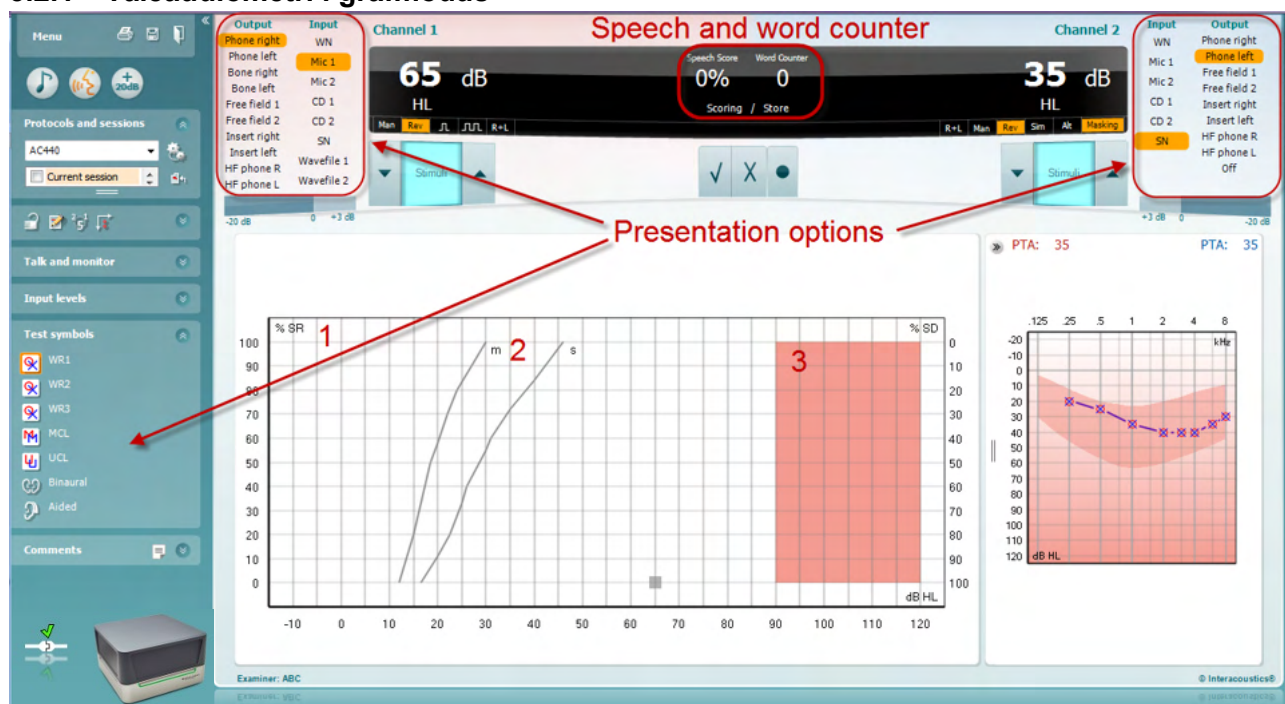 Menu
20dB
Protocols and sessions
AC440
Current session
Talk and monitor
Input levels
Test symbols
WR1
WR2
WR3
MCL
UCL
Binaural
Aided
Comments
Output Input
Phone right WN
Phone left Mic 1
Bone right Mic 2
Bone left CD 1
Free field 1 CD 2
Free field 2 SN
Insert right Wavefile 1
Insert left Wavefile 2
HF phone R
HF phone L
Channel 1
Speech and word counter
Channel 2
65 dB
HL
Man Rev R+L
Speech Score Word Counter
0% 0
Scoring / Store
35 dB
HL
R+L Man Rev Sim Alt Masking
Input Output
WN Phone right
Mic 1 Phone left
Mic 2 Free field 1
CD 1 Free field 2
CD 2 Insert right
SN Insert left
HF phone R
HF phone L
Off
Stimuli
√ X ●
Stimuli
-20 dB 0 +3 dB
+3 dB 0 -20 dB
Presentation options
% SR 1
m 2 s
3
% SD
100 90 80 70 60 50 40 30 20 10 0
0 10 20 30 40 50 60 70 80 90 100
dB HL
-10 0 10 20 30 40 50 60 70 80 90 100 110 120
PTA: 35 PTA: 35
.125 .25 .5 1 2 4 8
kHz
-20
-10
0
10
20
30
40
50
60
70
80
90
100
110
120 dB HL
Examiner: ABC
© Interacoustics®